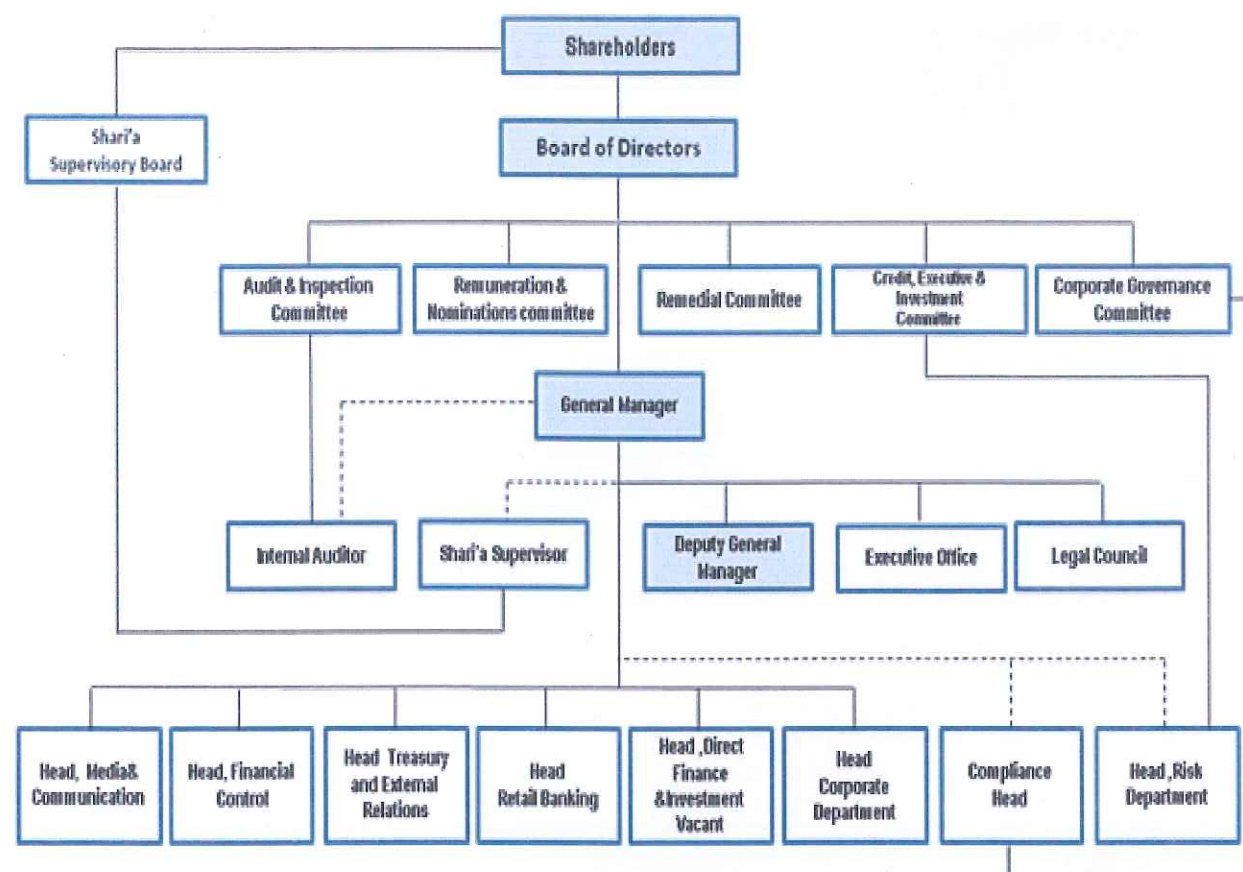 Shareholders
Shari'a
Supervisory Board
Board of Directors
Audit & Inspection
Committee
Remuneration &
Nominations committee
Remedial Committee
Credit, Executive &
Investment
Committee
Corporate Governance
Committee
General Manager
Internal Auditor
Shari'a Supervisor
Deputy General
Manager
Executive Office
Legal Council
Head, Media&
Communication
Head, Financial
Control
Head Treasury
and External
Relations
Head
Retail Banking
Head ,Direct
Finance
&Investment
Vacant
Head
Corporate
Department
Compliance
Head
Head ,Risk
Department